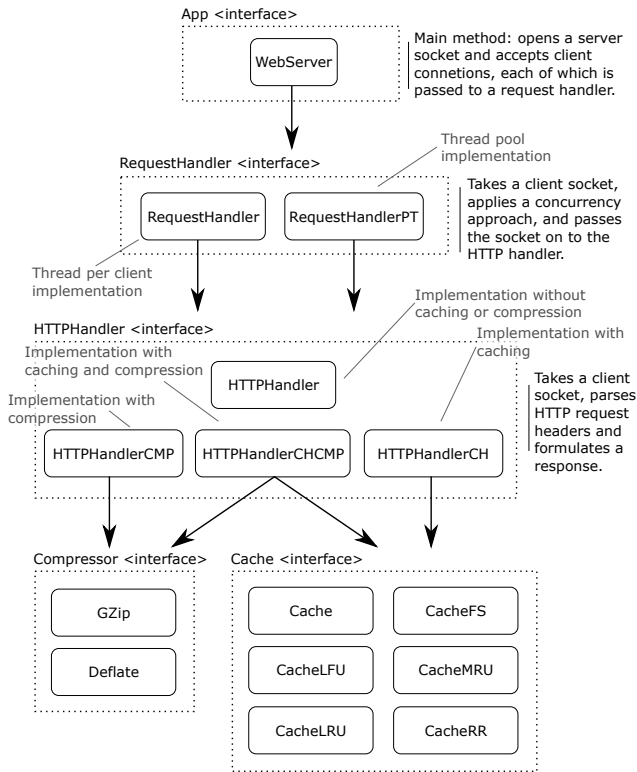 App <interface>
WebServer
Main method: opens a server
socket and accepts client
connetions, each of which is
passed to a request handler.
Thread pool
implementation
RequestHandler <interface>
RequestHandler
RequestHandlerPT
Takes a client socket,
applies a concurrency
approach, and passes
the socket on to the
HTTP handler.
Thread per client
implementation
Implementation without
caching or compression
HTTPHandler <interface>
Implementation with
caching
Implementation with
caching and compression
HTTPHandler
Implementation with
compression
Takes a client
socket, parses
HTTP request
headers and
formulates a
response.
HTTPHandlerCMP
HTTPHandlerCHCMP
HTTPHandlerCH
Compressor <interface>
GZip
Deflate
Cache <interface>
Cache
CacheFS
CacheLFU
CacheMRU
CacheLRU
CacheRR